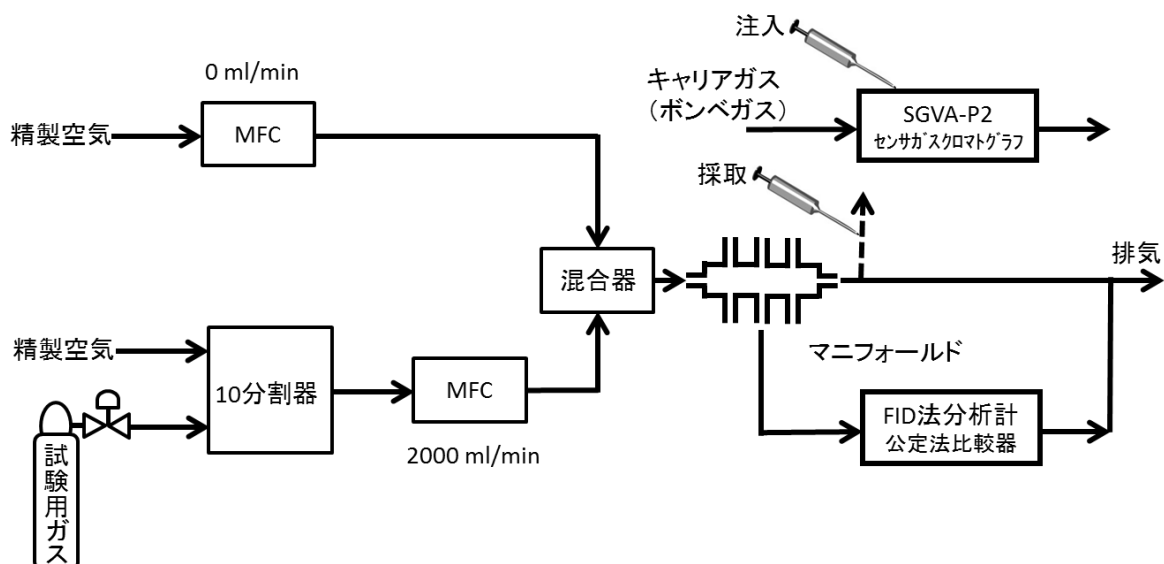 注入
0 ml/min
キャリアガス
（ボンベガス）
精製空気
MFC
SGVA-P2
センサガスクロマトグラフ
採取
混合器
排気
精製空気
10分割器
MFC
マニフォールド
2000 ml/min
FID法分析計
公定法比較器
試験用ガス